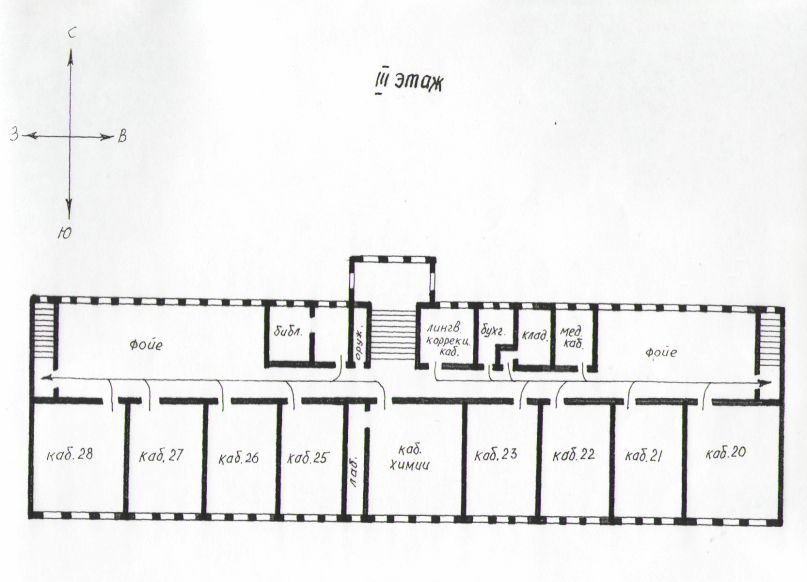 С
III этаж
З
В
Ю
фойе
библ.
оруж.
лингв
коррекц.
каб.
бухг.
клад.
мед.
каб.
фойе
каб. 28
каб. 27
каб. 26
каб. 25
лаб.
каб.
химии
каб. 23
каб. 22
каб. 21
каб. 20